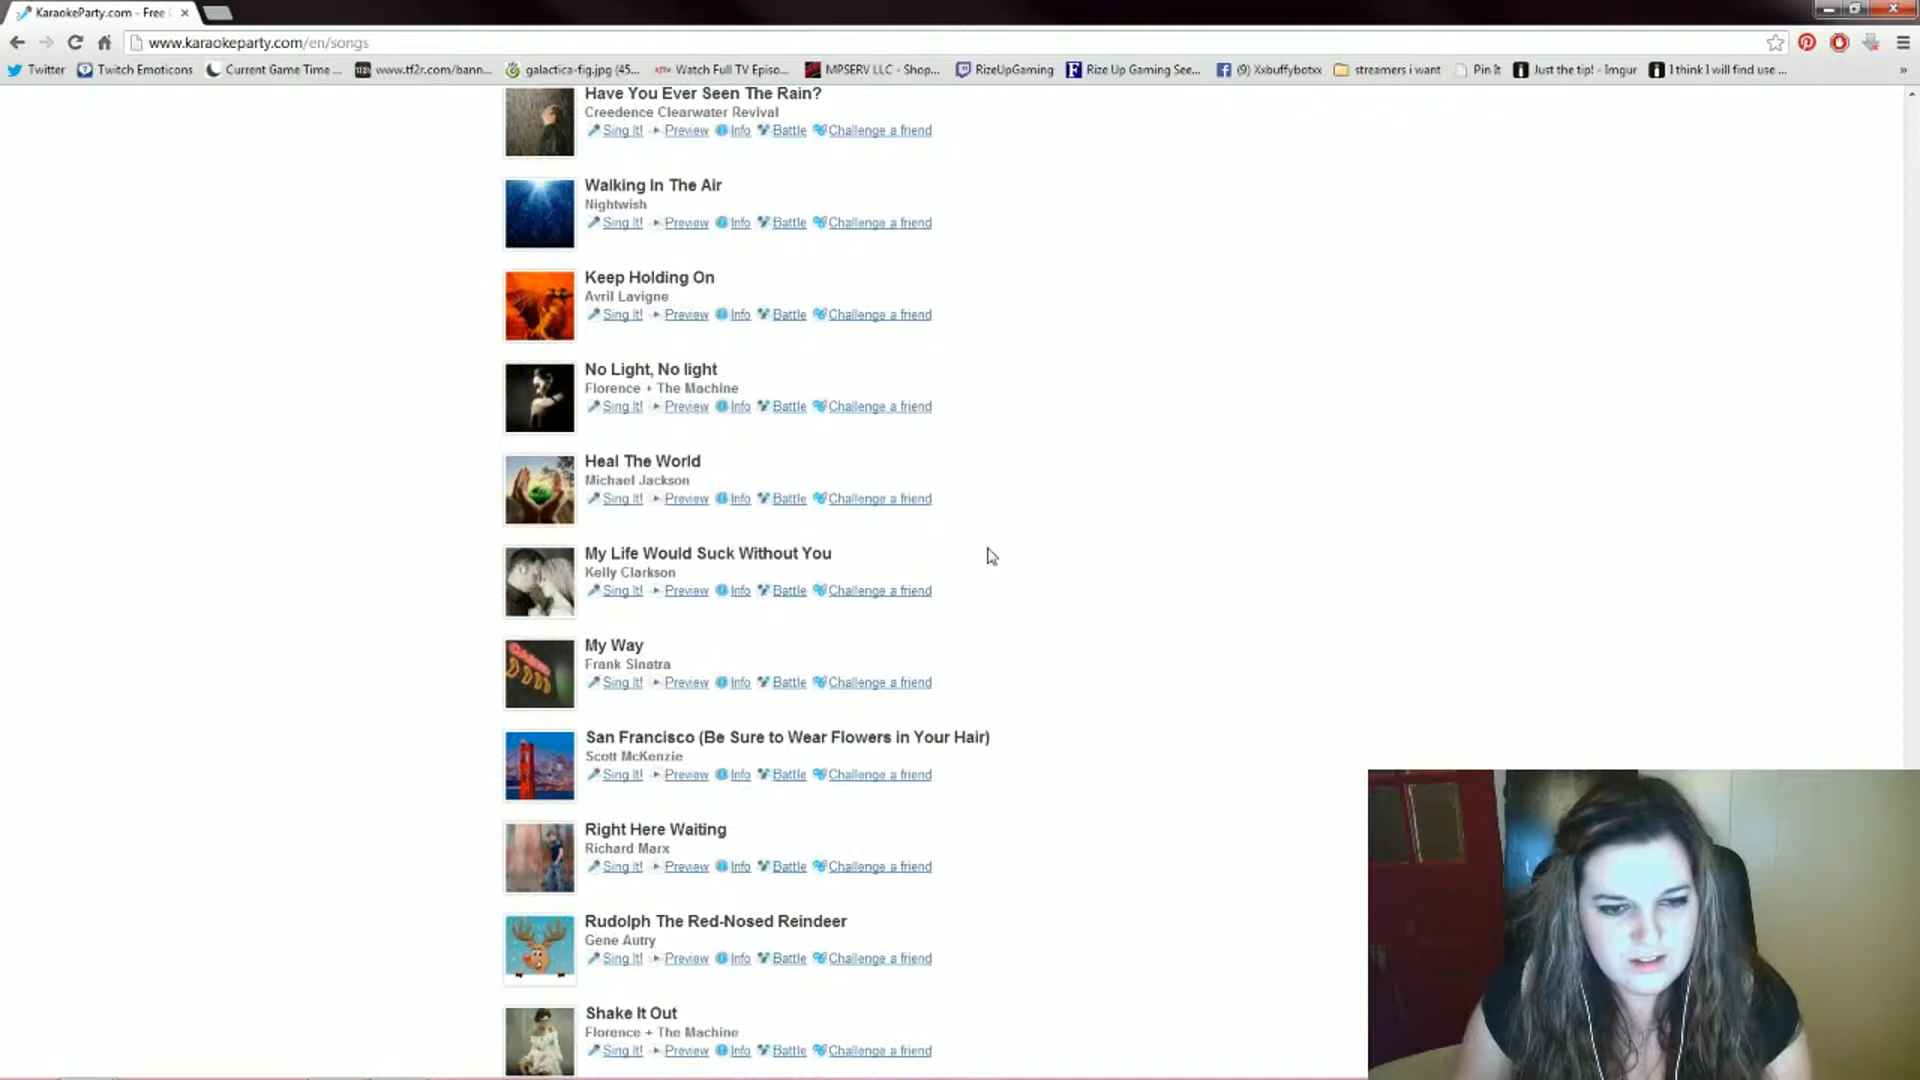 KaraokeParty.com - Free
www.karaokeparty.com/en/songs
Twitter Twitch Emoticons Current Game Time ... www.tf2r.com/bann... galactica-fig.jpg (45... Watch Full TV Episo... MPSERV LLC - Shop... RizeUpGaming Rize Up Gaming See... (9) Xxbuffybotxx streamers i want Pin It Just the tip! - Imgur I think I will find use ... »
Have You Ever Seen The Rain?
Creedence Clearwater Revival
Sing It! Preview Info Battle Challenge a friend
Walking In The Air
Nightwish
Sing It! Preview Info Battle Challenge a friend
Keep Holding On
Avril Lavigne
Sing It! Preview Info Battle Challenge a friend
No Light, No light
Florence + The Machine
Sing It! Preview Info Battle Challenge a friend
Heal The World
Michael Jackson
Sing It! Preview Info Battle Challenge a friend
My Life Would Suck Without You
Kelly Clarkson
Sing It! Preview Info Battle Challenge a friend
My Way
Frank Sinatra
Sing It! Preview Info Battle Challenge a friend
San Francisco (Be Sure to Wear Flowers in Your Hair)
Scott McKenzie
Sing It! Preview Info Battle Challenge a friend
Right Here Waiting
Richard Marx
Sing It! Preview Info Battle Challenge a friend
Rudolph The Red-Nosed Reindeer
Gene Autry
Sing It! Preview Info Battle Challenge a friend
Shake It Out
Florence + The Machine
Sing It! Preview Info Battle Challenge a friend